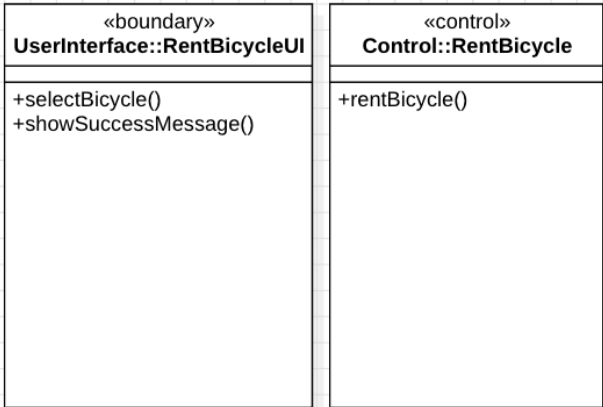 «boundary»
UserInterface::RentBicycleUI
+selectBicycle()
+showSuccessMessage()
«control»
Control::RentBicycle
+rentBicycle()